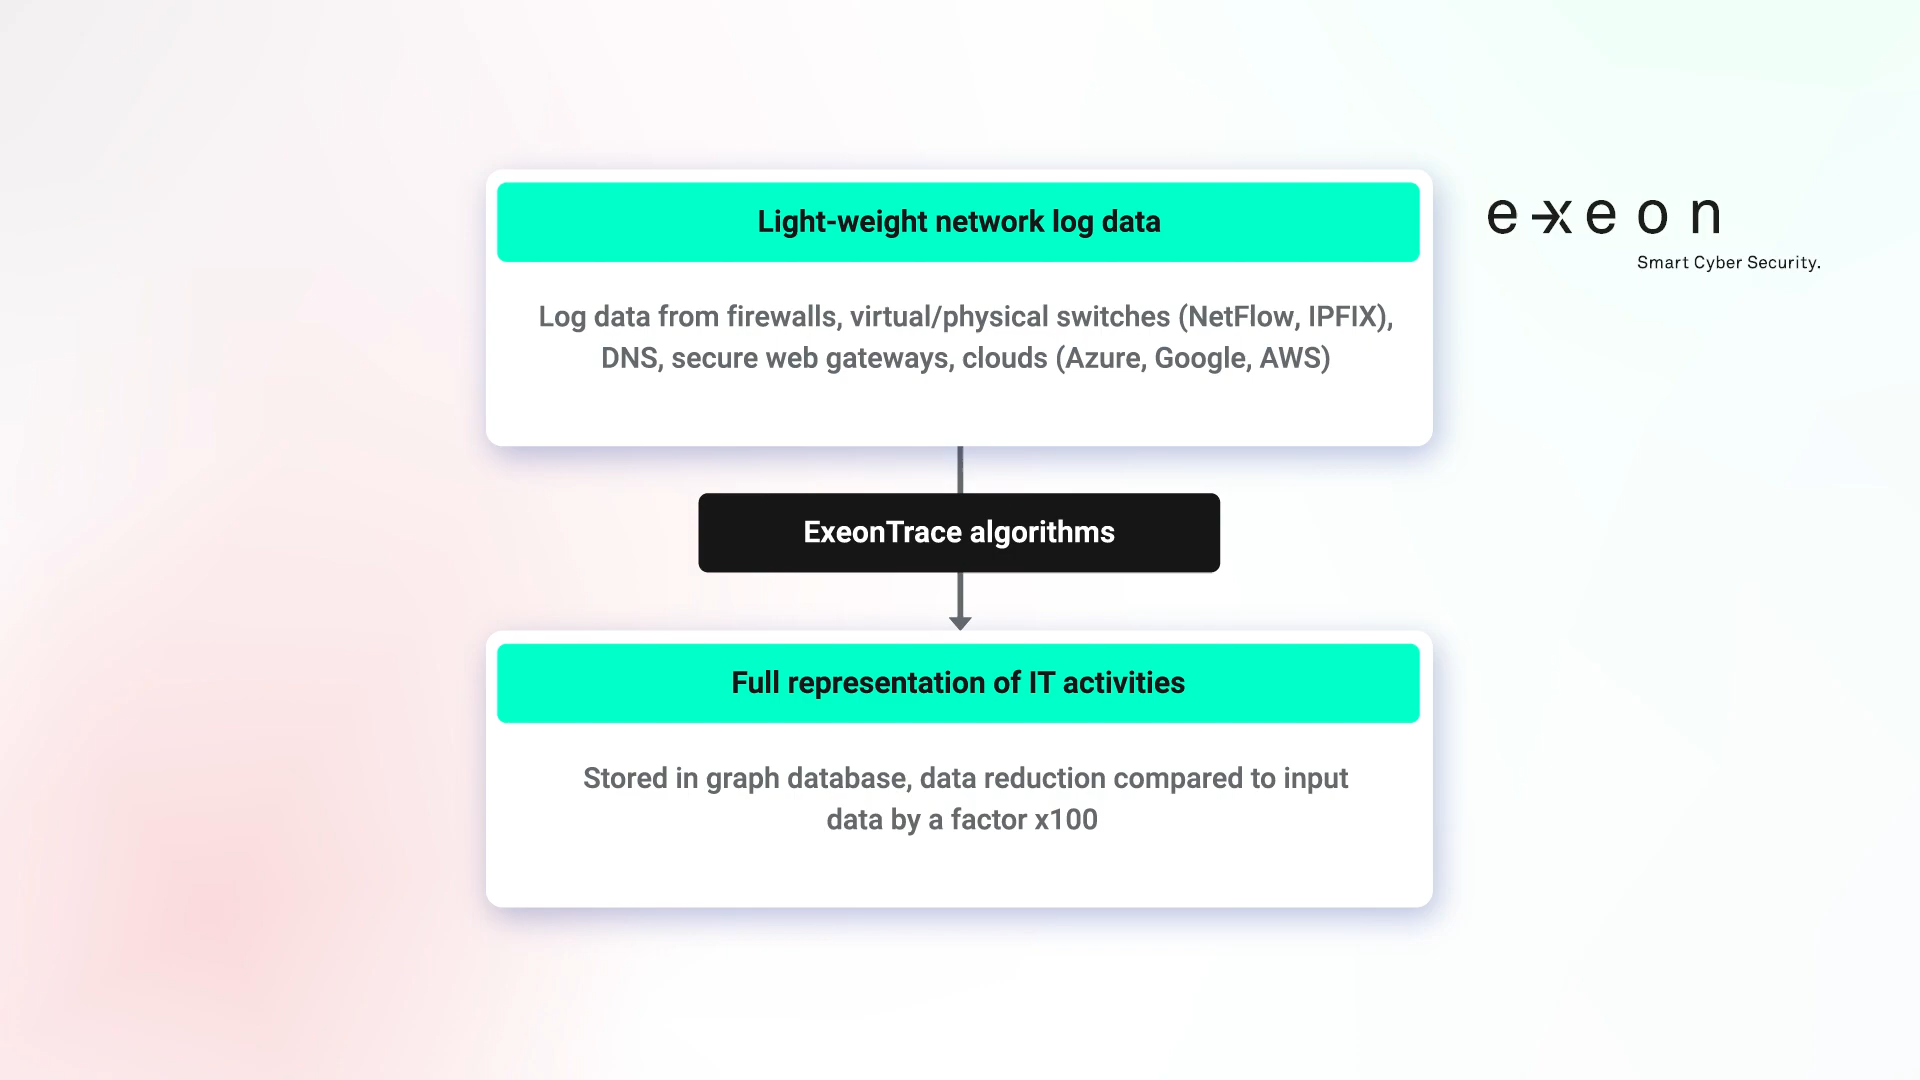 Light-weight network log data
exeon
Smart Cyber Security.
Log data from firewalls, virtual/physical switches (NetFlow, IPFIX),
DNS, secure web gateways, clouds (Azure, Google, AWS)
ExeonTrace algorithms
Full representation of IT activities
Stored in graph database, data reduction compared to input
data by a factor x100